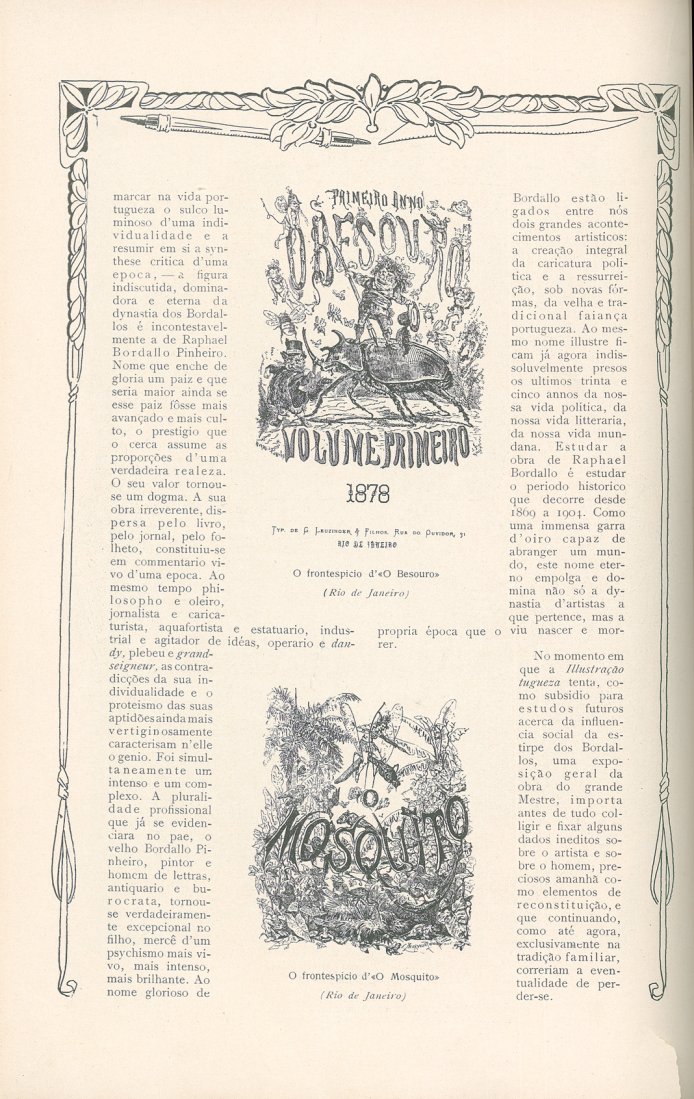 marcar na vida por-
tugueza o sulco lu-
minoso d'uma indi-
vidualidade e a
resumir em si a syn-
these critica d'uma
epoca, — a figura
indiscutida, domina-
dora e eterna da
dynastia dos Bordal-
los é incontestavel-
mente a de Raphael
Bordallo Pinheiro.
Nome que enche de
gloria um paiz e que
seria maior ainda se
esse paiz fôsse mais
avançado e mais cul-
to, o prestigio que
o cerca assume as
proporções d'uma
verdadeira realeza.
O seu valor tornou-
se um dogma. A sua
obra irreverente, dis-
persa pelo livro,
pelo jornal, pelo fo-
lheto, constituiu-se
em commentario vi-
vo d'uma epoca. Ao
mesmo tempo phi-
losopho e oleiro,
jornalista e carica-
turista, aquafortista e estatuario, indus-
trial e agitador de idéas, operario e dan-
dy, plebeu e grand-
seigneur, as contra-
dicções da sua in-
dividualidade e o
proteismo das suas
aptidões ainda mais
vertiginosamente
caracterisam n'elle
o genio. Foi simul-
taneamente um
intenso e um com-
plexo. A plurali-
dade profissional
que já se eviden-
ciara no pae, o
velho Bordallo Pi-
nheiro, pintor e
homem de lettras,
antiquario e bu-
rocrata, tornou-
se verdadeiramen-
te excepcional no
filho, mercê d'um
psychismo mais vi-
vo, mais intenso,
mais brilhante. Ao
nome glorioso de
PRIMEIRO ANNO
O BESOURO
VOLUME PRIMEIRO
1878
TYP. DE G. LEUZINGER & FILHOS, RUA DO OUVIDOR, 31
RIO DE JANEIRO
O frontespicio d'«O Besouro»
(Rio de Janeiro)
O
MOSQUITO
O frontespicio d'«O Mosquito»
(Rio de Janeiro)
Bordallo estão li-
gados entre nós
dois grandes aconte-
cimentos artisticos:
a creação integral
da caricatura poli-
tica e a ressurrei-
ção, sob novas fór-
mas, da velha e tra-
dicional faiança
portugueza. Ao mes-
mo nome illustre fi-
cam já agora indis-
soluvelmente presos
os ultimos trinta e
cinco annos da nos-
sa vida politica, da
nossa vida litteraria,
da nossa vida mun-
dana. Estudar a
obra de Raphael
Bordallo é estudar
o periodo historico
que decorre desde
1869 a 1904. Como
uma immensa garra
d'oiro capaz de
abranger um mun-
do, este nome eter-
no empolga e do-
mina não só a dy-
nastia d'artistas a
que pertence, mas a
propria época que o viu nascer e mor-
rer.
No momento em
que a Illustração
tugueza tenta, co-
mo subsidio para
estudos futuros
acerca da influen-
cia social da es-
tirpe dos Bordal-
los, uma expo-
sição geral da
obra do grande
Mestre, importa
antes de tudo col-
ligir e fixar alguns
dados ineditos so-
bre o artista e so-
bre o homem, pre-
ciosos amanhã co-
mo elementos de
reconstituição, e
que continuando,
como até agora,
exclusivamente na
tradição familiar,
correriam a even-
tualidade de per-
der-se.